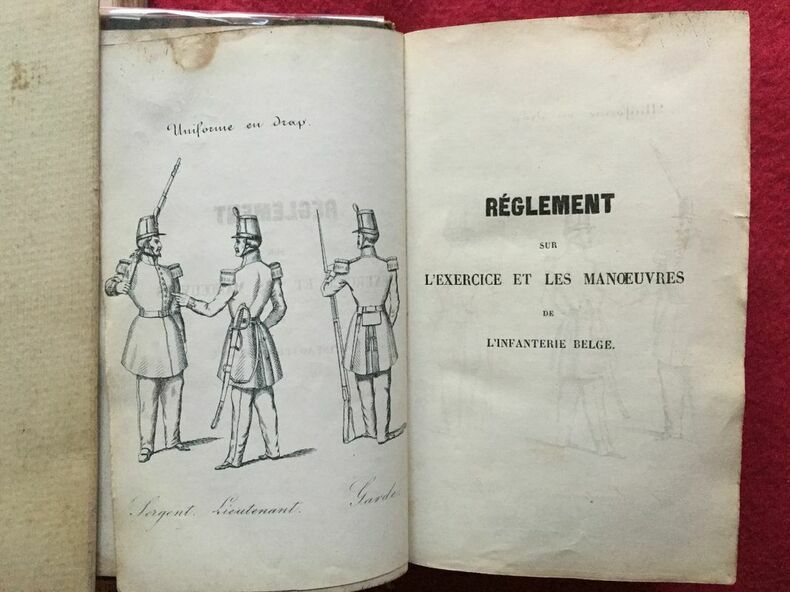 Uniforme en drap.
Sergent. Lieutenant. Garde.
RÉGLEMENT
SUR
L'EXERCICE ET LES MANŒUVRES
DE
L'INFANTERIE BELGE.